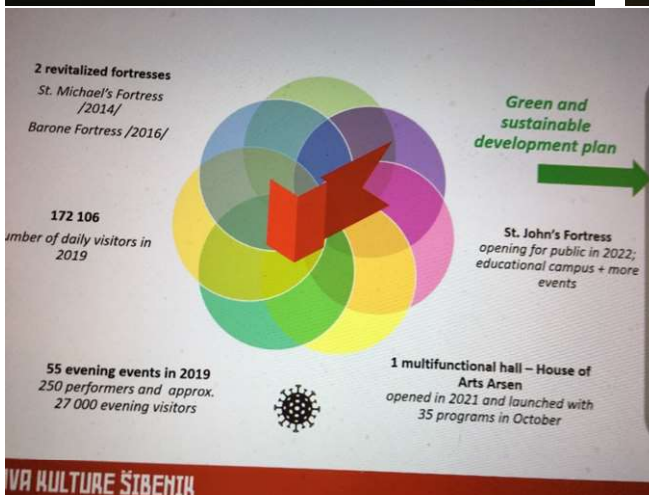 2 revitalized fortresses
St. Michael's Fortress
/2014/
Barone Fortress /2016/
Green and
sustainable
development plan
172 106
umber of daily visitors in
2019
St. John's Fortress
opening for public in 2022;
educational campus + more
events
55 evening events in 2019
250 performers and approx.
27 000 evening visitors
1 multifunctional hall – House of
Arts Arsen
opened in 2021 and launched with
35 programs in October
VA KULTURE ŠIBENIK